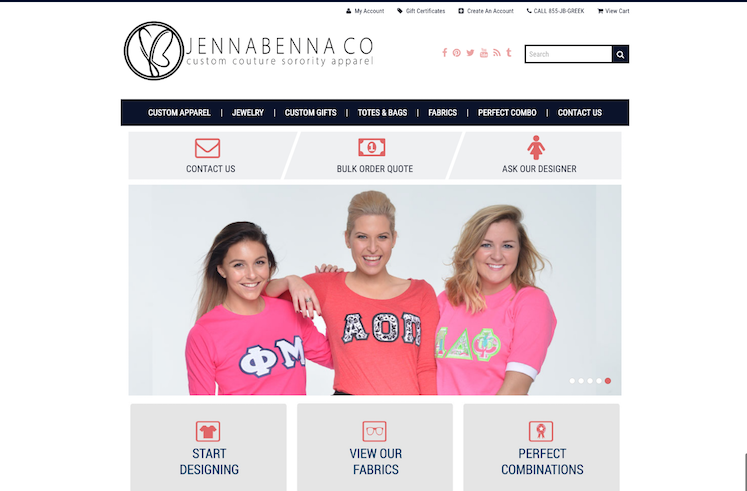 My Account
Gift Certificates
Create An Account
CALL 855-JB-GREEK
View Cart
JENNABENNA CO
custom couture sorority apparel
Search
CUSTOM APPAREL | JEWELRY | CUSTOM GIFTS | TOTES & BAGS | FABRICS | PERFECT COMBO | CONTACT US
CONTACT US
BULK ORDER QUOTE
ASK OUR DESIGNER
ΦΜ
ΑΟΠ
ΑΔΦ
START
DESIGNING
VIEW OUR
FABRICS
PERFECT
COMBINATIONS